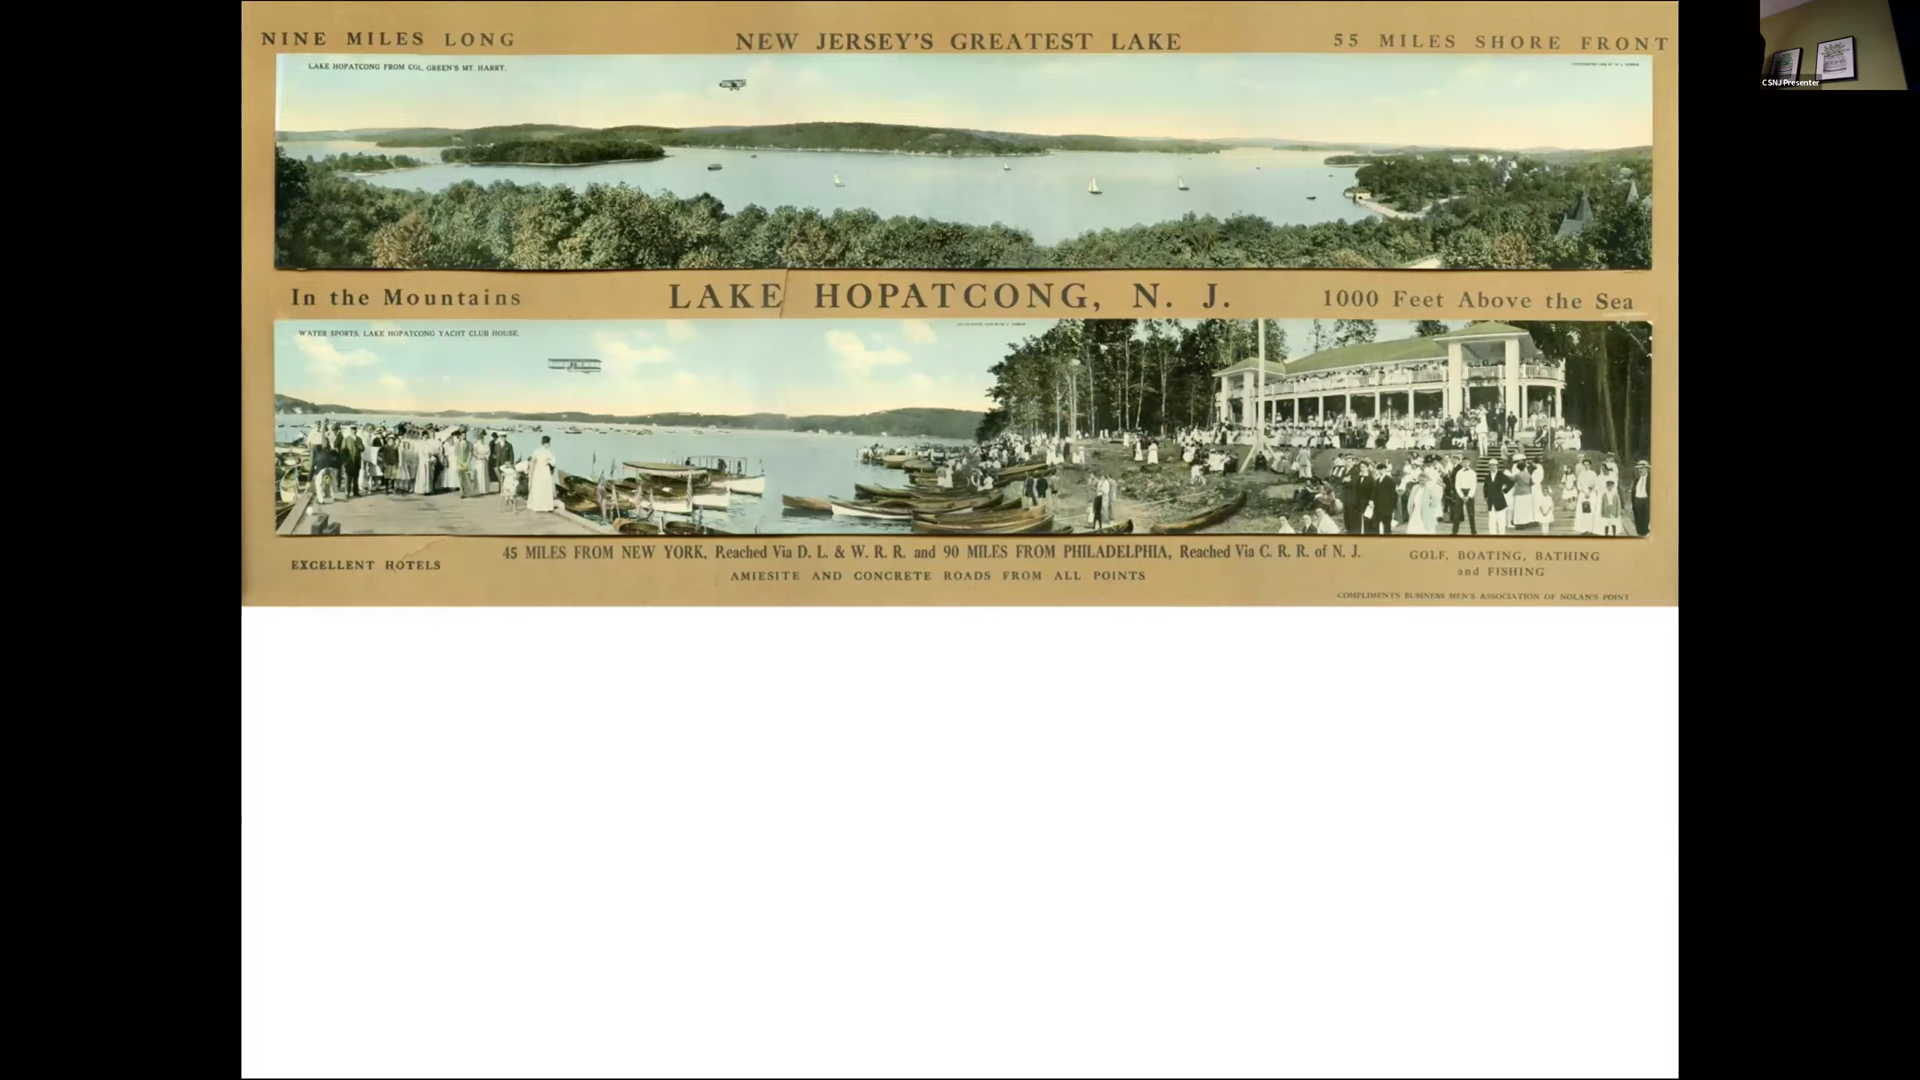 NINE MILES LONG
NEW JERSEY'S GREATEST LAKE
55 MILES SHORE FRONT
LAKE HOPATCONG FROM COL. GREEN'S MT. HARRY.
In the Mountains
LAKE HOPATCONG, N. J.
1000 Feet Above the Sea
WATER SPORTS, LAKE HOPATCONG YACHT CLUB HOUSE.
EXCELLENT HOTELS
45 MILES FROM NEW YORK, Reached Via D. L. & W. R. R. and 90 MILES FROM PHILADELPHIA, Reached Via C. R. R. of N. J.
AMIESITE AND CONCRETE ROADS FROM ALL POINTS
GOLF, BOATING, BATHING
and FISHING
COMPLIMENTS BUSINESS MEN'S ASSOCIATION OF NOLAN'S POINT
CSNJ Presenter